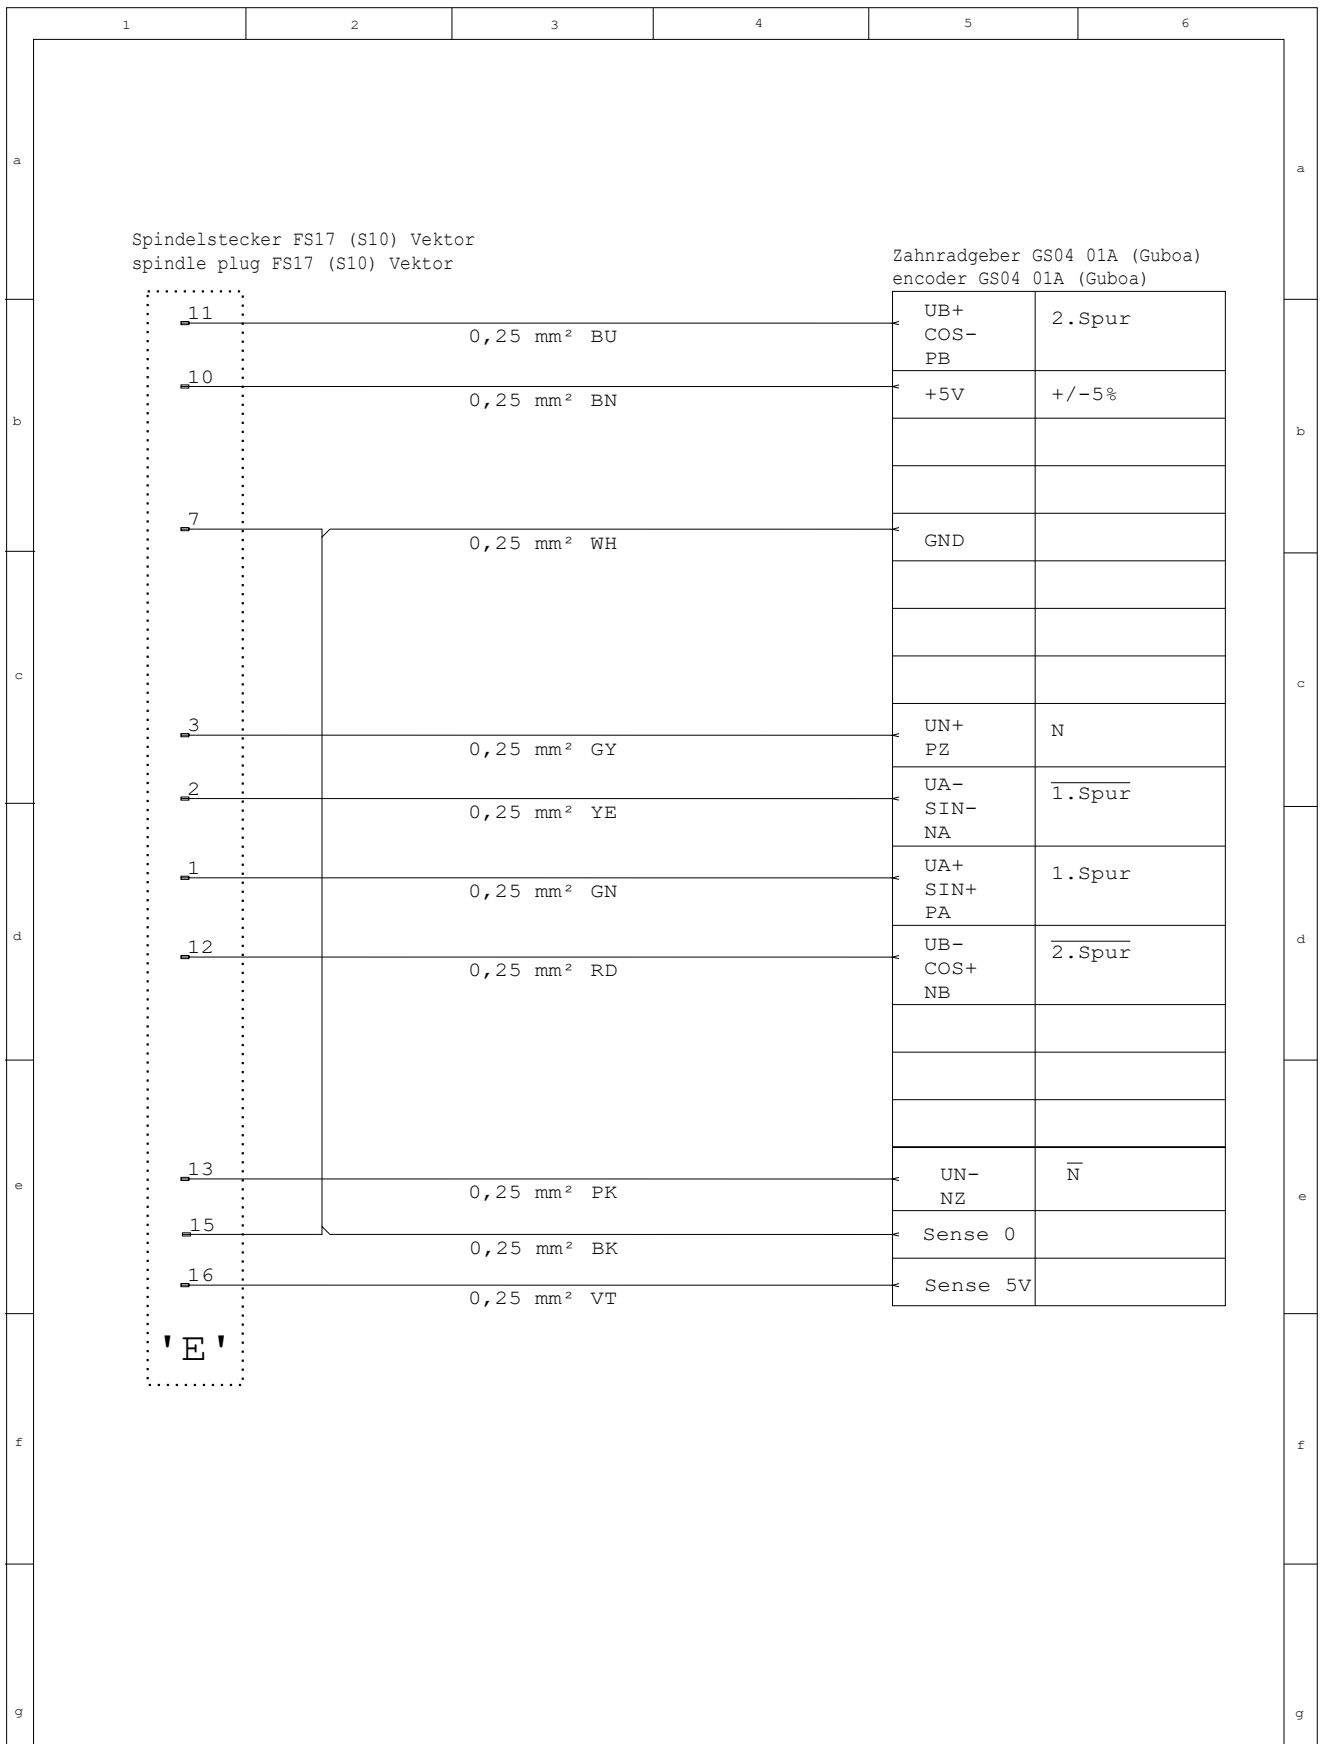 1 2 3 4 5 6
a a
Spindelstecker FS17 (S10) Vektor
spindle plug FS17 (S10) Vektor
Zahnradgeber GS04 01A (Guboa)
encoder GS04 01A (Guboa)
11
0,25 mm² BU
UB+
COS-
PB
2.Spur
10
0,25 mm² BN
+5V
+/-5%
b b
7
0,25 mm² WH
GND
c c
3
0,25 mm² GY
UN+
PZ
N
2
0,25 mm² YE
UA-
SIN-
NA
1.Spur
1
0,25 mm² GN
UA+
SIN+
PA
1.Spur
d d
12
0,25 mm² RD
UB-
COS+
NB
2.Spur
13
0,25 mm² PK
UN-
NZ
N
e e
15
0,25 mm² BK
Sense 0
16
0,25 mm² VT
Sense 5V
'E'
f f
g g